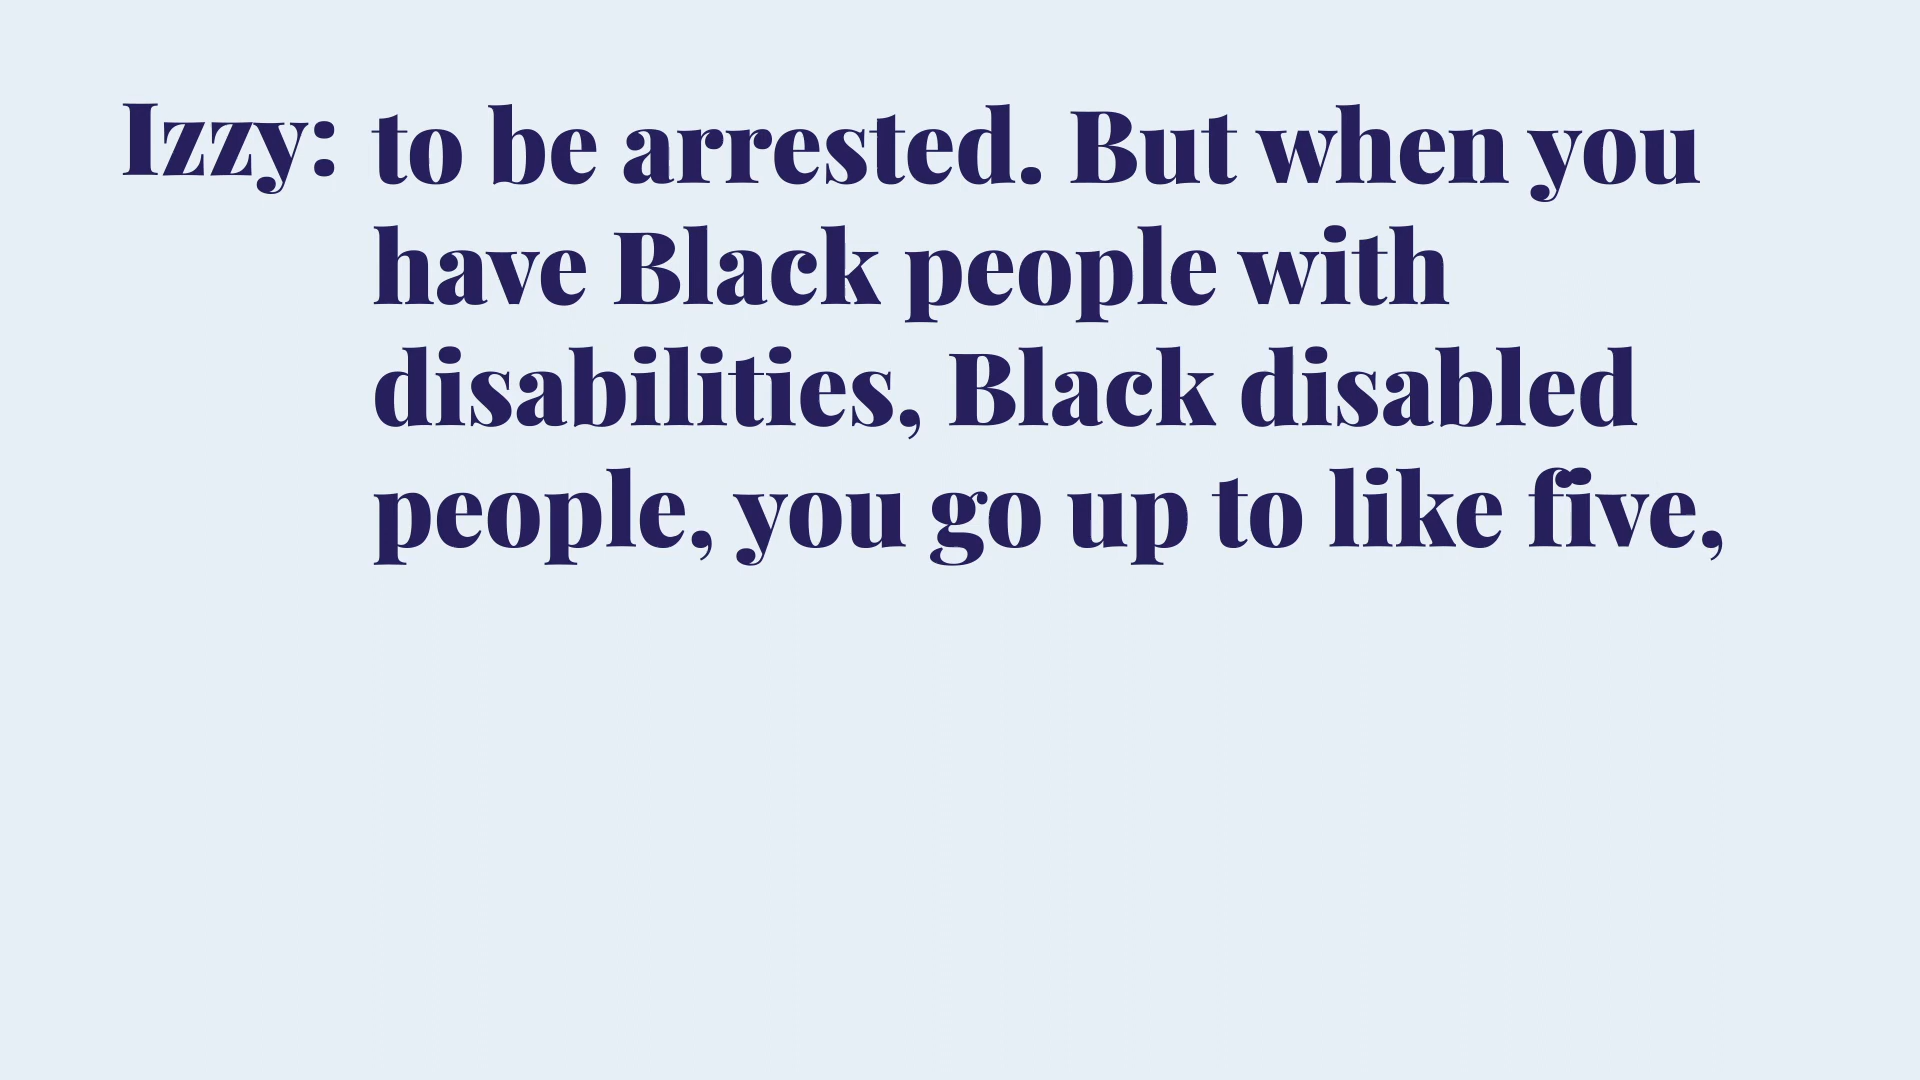 Izzy: to be arrested. But when you
have Black people with
disabilities, Black disabled
people, you go up to like five,